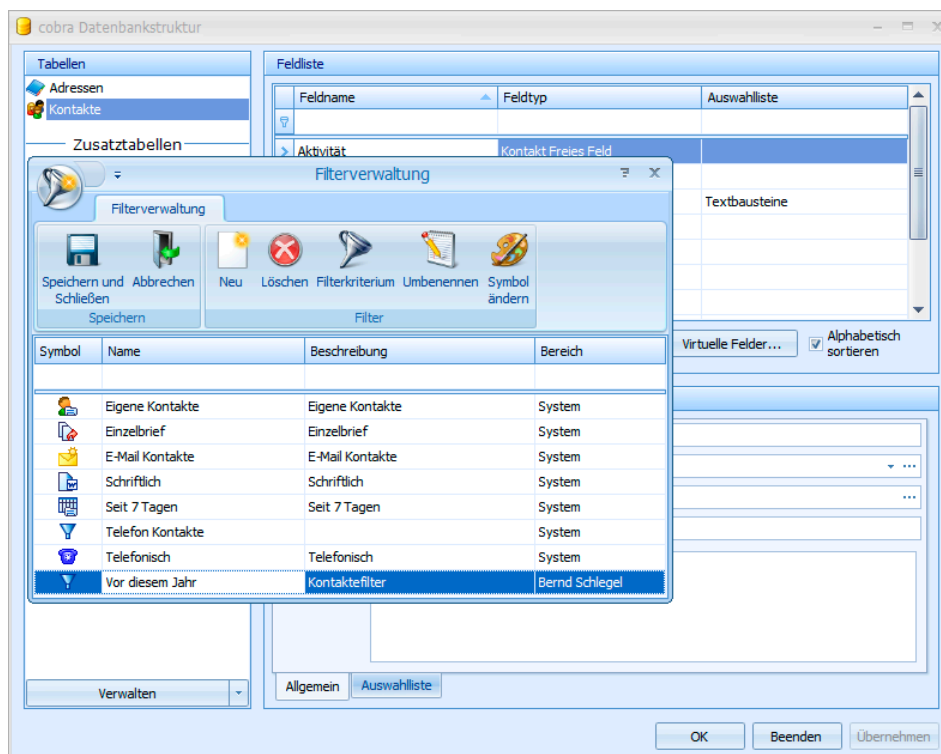 cobra Datenbankstruktur
Tabellen
Adressen
Kontakte
Zusatztabellen
Feldliste
Feldname Feldtyp Auswahlliste
Aktivität Kontakt Freies Feld
Textbausteine
Virtuelle Felder...
Alphabetisch
sortieren
Filterverwaltung
Filterverwaltung
Speichern und Abbrechen Neu Löschen Filterkriterium Umbenennen Symbol
Schließen ändern
Speichern Filter
Symbol Name Beschreibung Bereich
Eigene Kontakte Eigene Kontakte System
Einzelbrief Einzelbrief System
E-Mail Kontakte E-Mail Kontakte System
Schriftlich Schriftlich System
Seit 7 Tagen Seit 7 Tagen System
Telefon Kontakte System
Telefonisch Telefonisch System
Vor diesem Jahr Kontaktefilter Bernd Schlegel
Verwalten
Allgemein Auswahlliste
OK Beenden Übernehmen